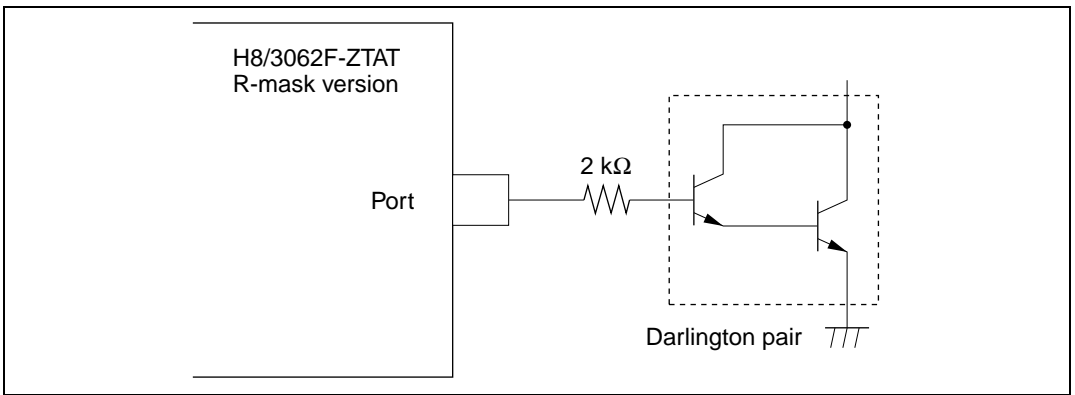 H8/3062F-ZTAT
R-mask version
Port
2 kΩ
Darlington pair